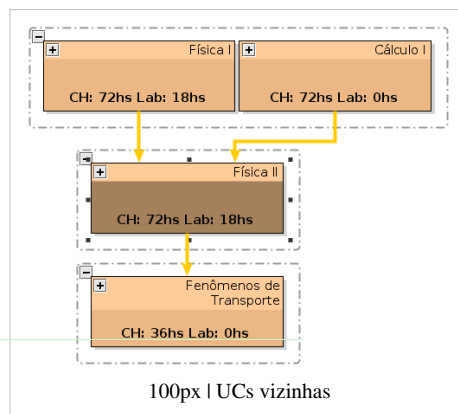 Física I
CH: 72hs Lab: 18hs
Cálculo I
CH: 72hs Lab: 0hs
Física II
CH: 72hs Lab: 18hs
Fenômenos de
Transporte
CH: 36hs Lab: 0hs
100px | UCs vizinhas